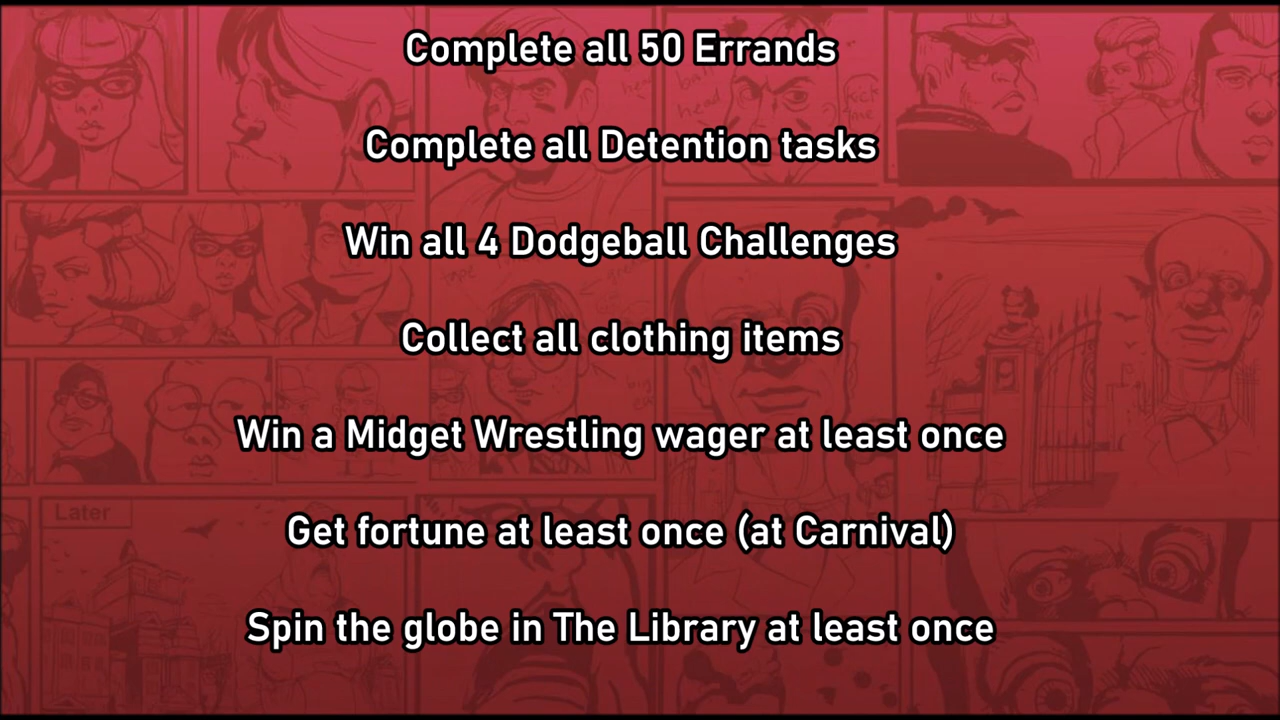 Complete all 50 Errands
Complete all Detention tasks
Win all 4 Dodgeball Challenges
Collect all clothing items
Win a Midget Wrestling wager at least once
Get fortune at least once (at Carnival)
Later
Spin the globe in The Library at least once